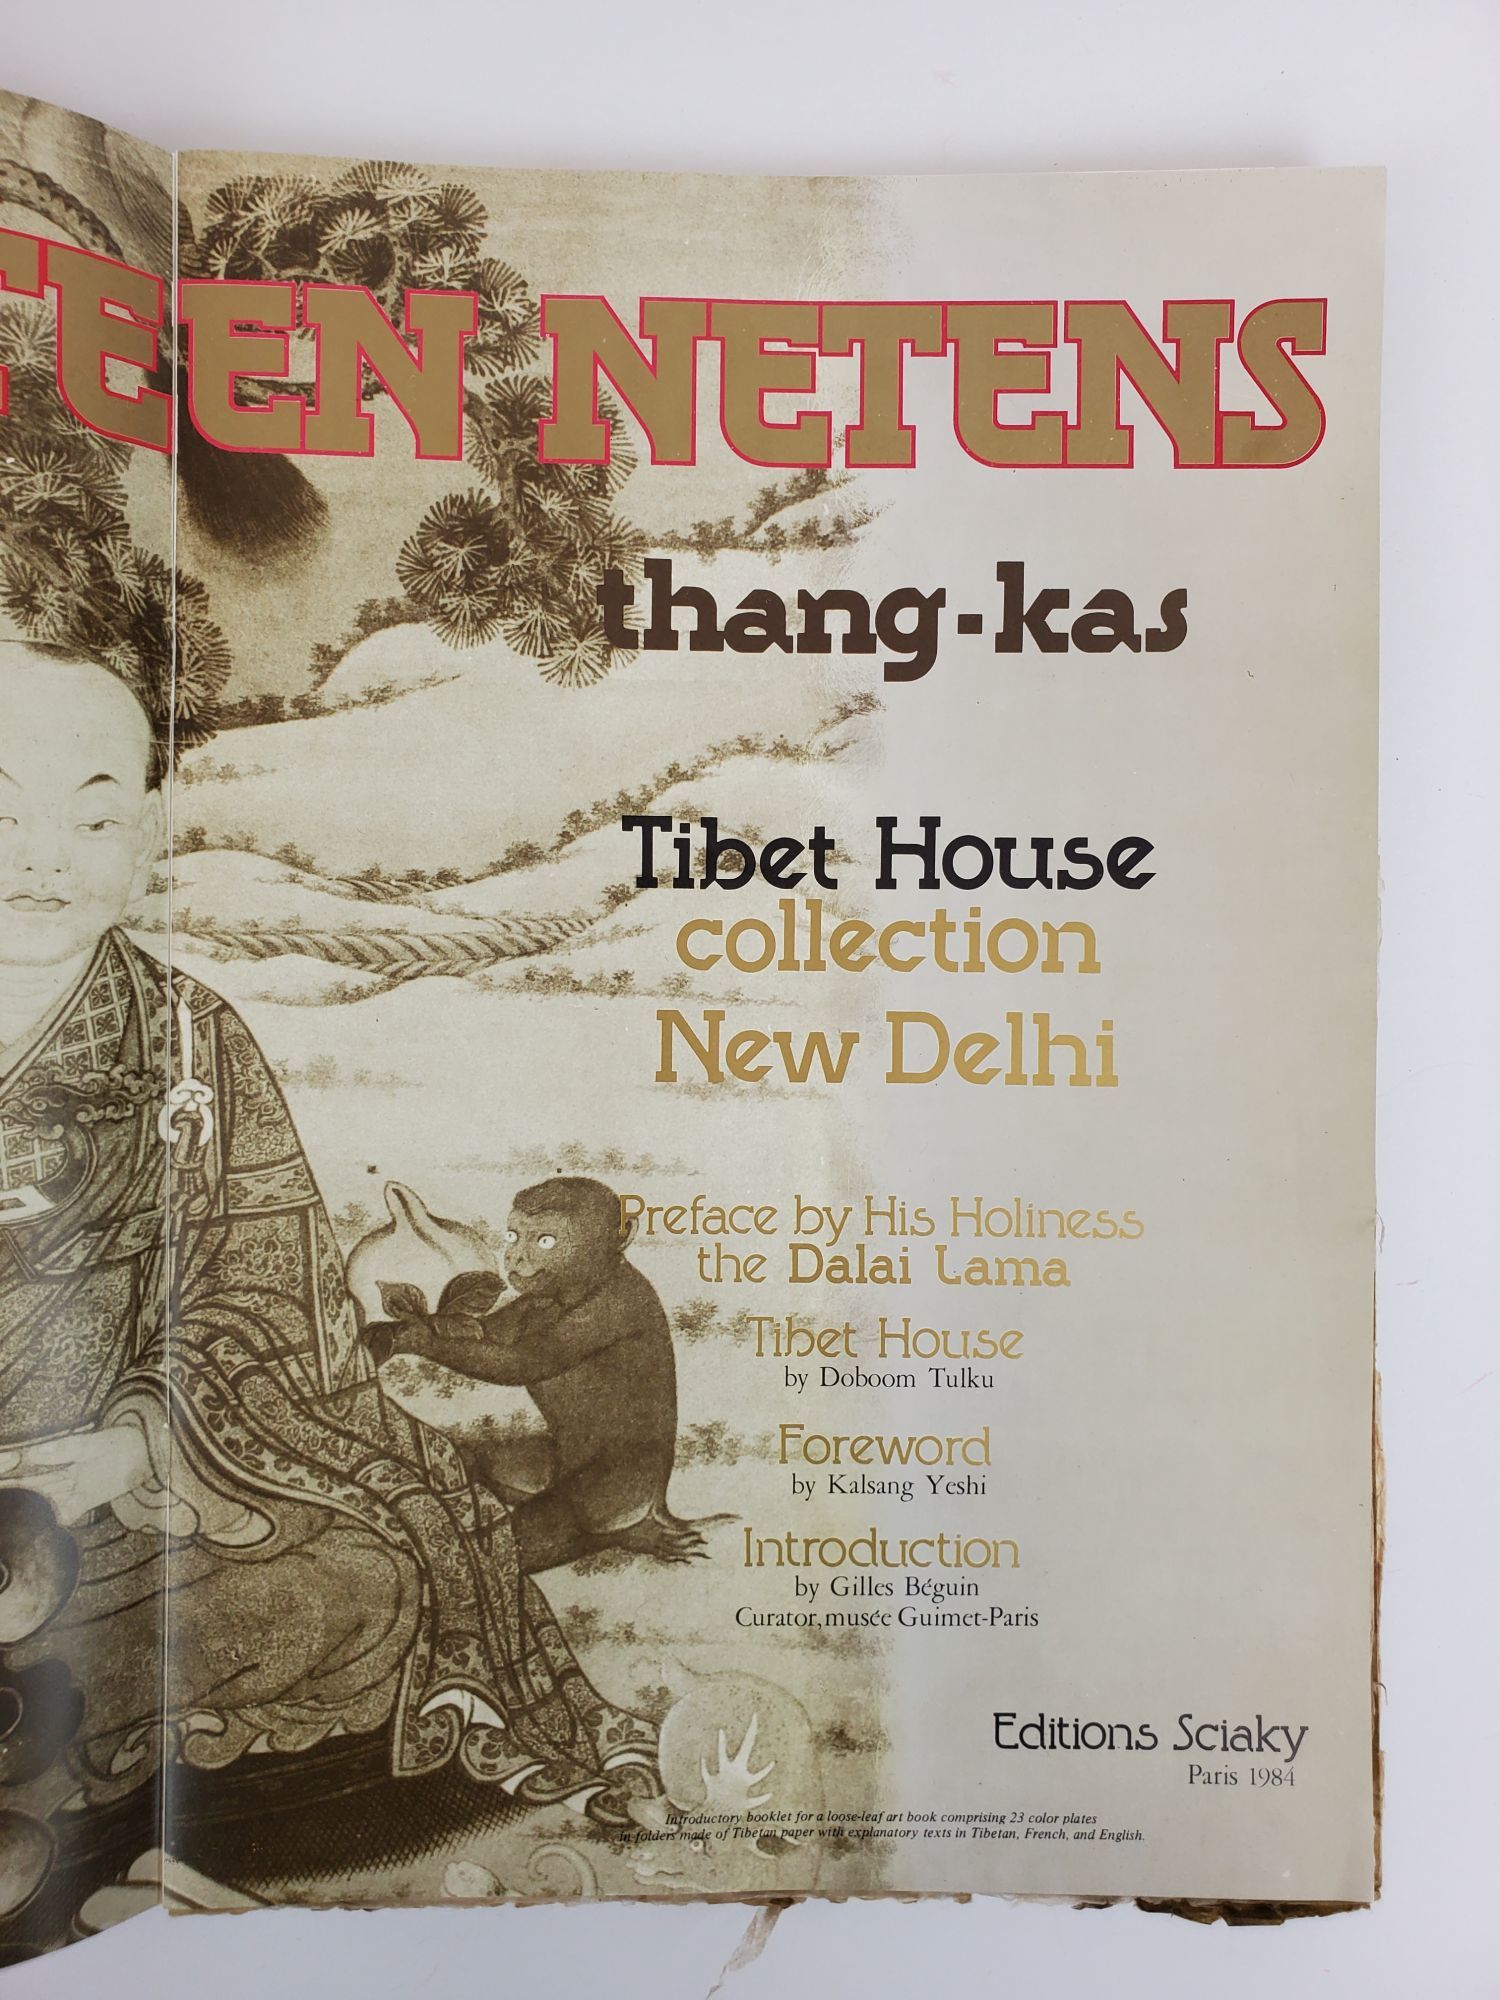 TEEN NETENS
thang-kas
Tibet House
collection
New Delhi
Preface by His Holiness
the Dalai Lama
Tibet House
by Doboom Tulku
Foreword
by Kalsang Yeshi
Introduction
by Gilles Béguin
Curator, musée Guimet-Paris
Editions Sciaky
Paris 1984
Introductory booklet for a loose-leaf art book comprising 23 color plates
in folders made of Tibetan paper with explanatory texts in Tibetan, French, and English.